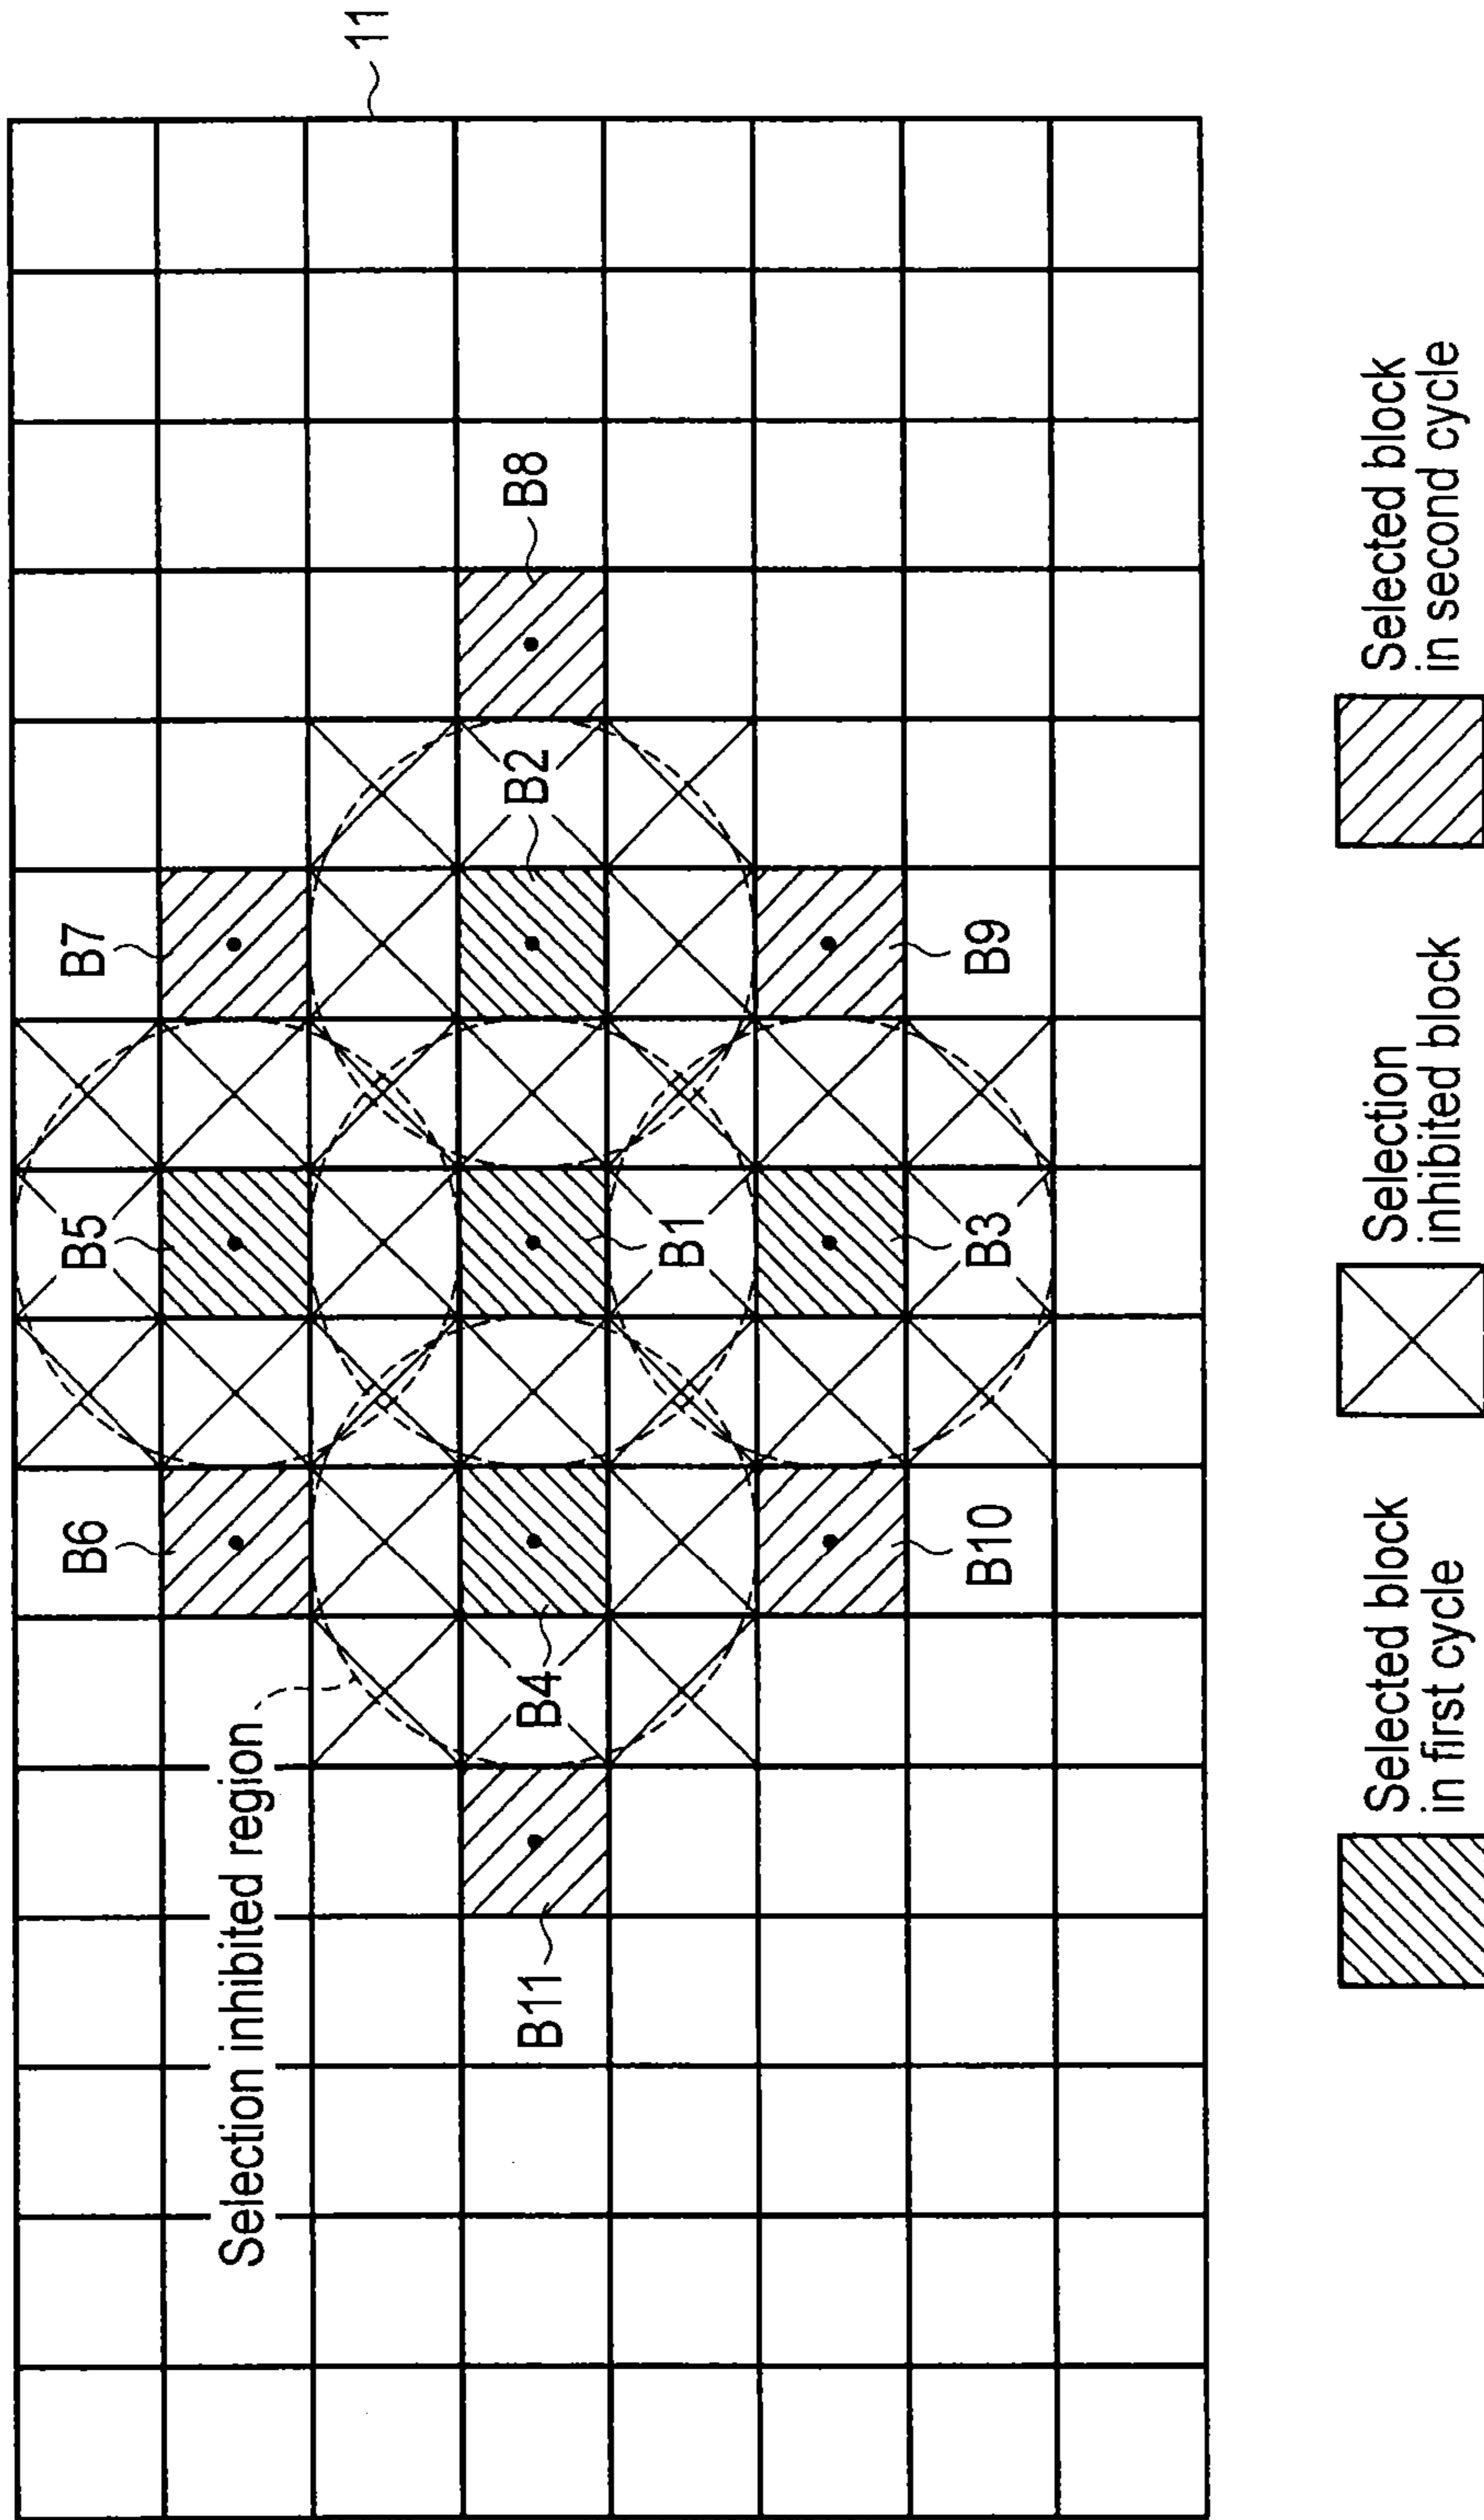 11
B7
B5
B6
Selection inhibited region
B8
B2
B1
B4
B11
B9
B3
B10
Selected block
in first cycle
Selection
inhibited block
Selected block
in second cycle